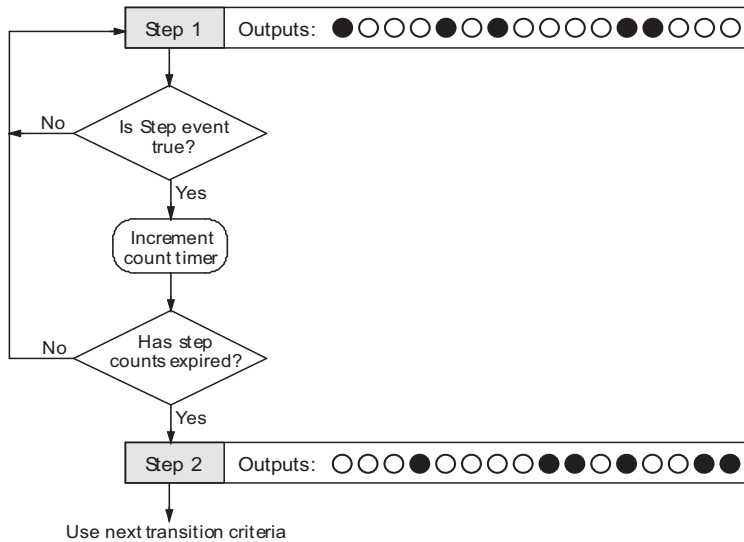 Step 1 Outputs:
No
Is Step event
true?
Yes
Increment
count timer
No
Has step
counts expired?
Yes
Step 2 Outputs:
Use next transition criteria